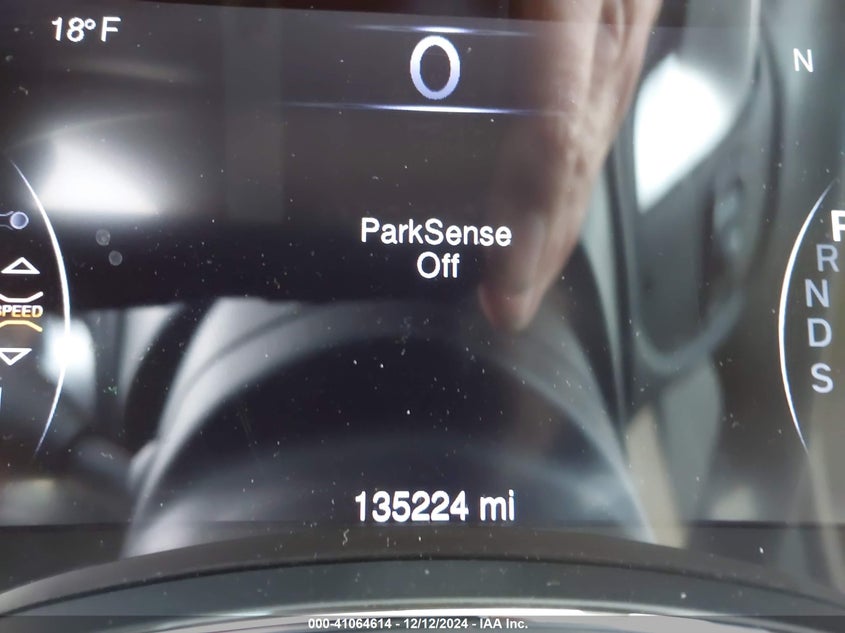 18°F
0
N
ParkSense
Off
SPEED
P
R
N
D
S
135224 mi
000-41064614 - 12/12/2024 - IAA Inc.